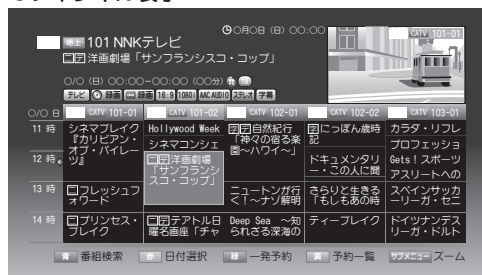 ○月○日 (日) ○○:○○
地上 101 NNKテレビ
CATV 101-01
二字洋画劇場「サンフランシスコ・コップ」
○/○ (日) ○○:○○−○○:○○ (○○分)
テレビ 録画 録画 16:9 1080i AAC AUDIO ステレオ 字幕
○/○ 日 CATV 101-01 CATV 101-02 CATV 102-01 CATV 102-02 CATV 103-01
11 時
シネマブレイク
『カリビアン・
オブ・パイレー
ツ』
Hollywood Week
シネマコンシェ
二字自然紀行
「神々の宿る楽
園~ハワイ~」
字にっぽん歳時
記
カラダ・リフレ
プロフェッショ
12 時
二字洋画劇場
「サンフランシ
スコ・コップ」
ドキュメンタリ
ー・この人に聞
Gets!スポーツ
アスリートへの
13 時
フレッシュフ
ォワード
ニュートンが行
く!~ナゾ解明
さらりと生きる
「もしもあの時
スペインサッカ
ーリーガ・セニ
14 時
プリンセス・
ブレイク
二字テアトル日
曜名画座「チャ
Deep Sea ~知
られざる深海の
ティーブレイク
ドイツナンデス
リーガ・ドルト
青 番組検索 赤 日付選択 緑 一発予約 黄 予約一覧 サブメニュー ズーム